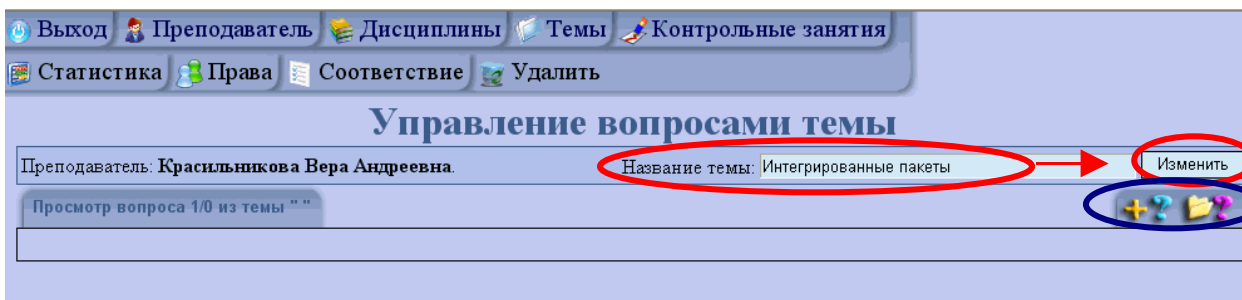 Выход Преподаватель Дисциплины Темы Контрольные занятия
Статистика Права Соответствие Удалить
Управление вопросами темы
Преподаватель: Красильникова Вера Андреевна. Название темы: Интегрированные пакеты Изменить
Просмотр вопроса 1/0 из темы " "